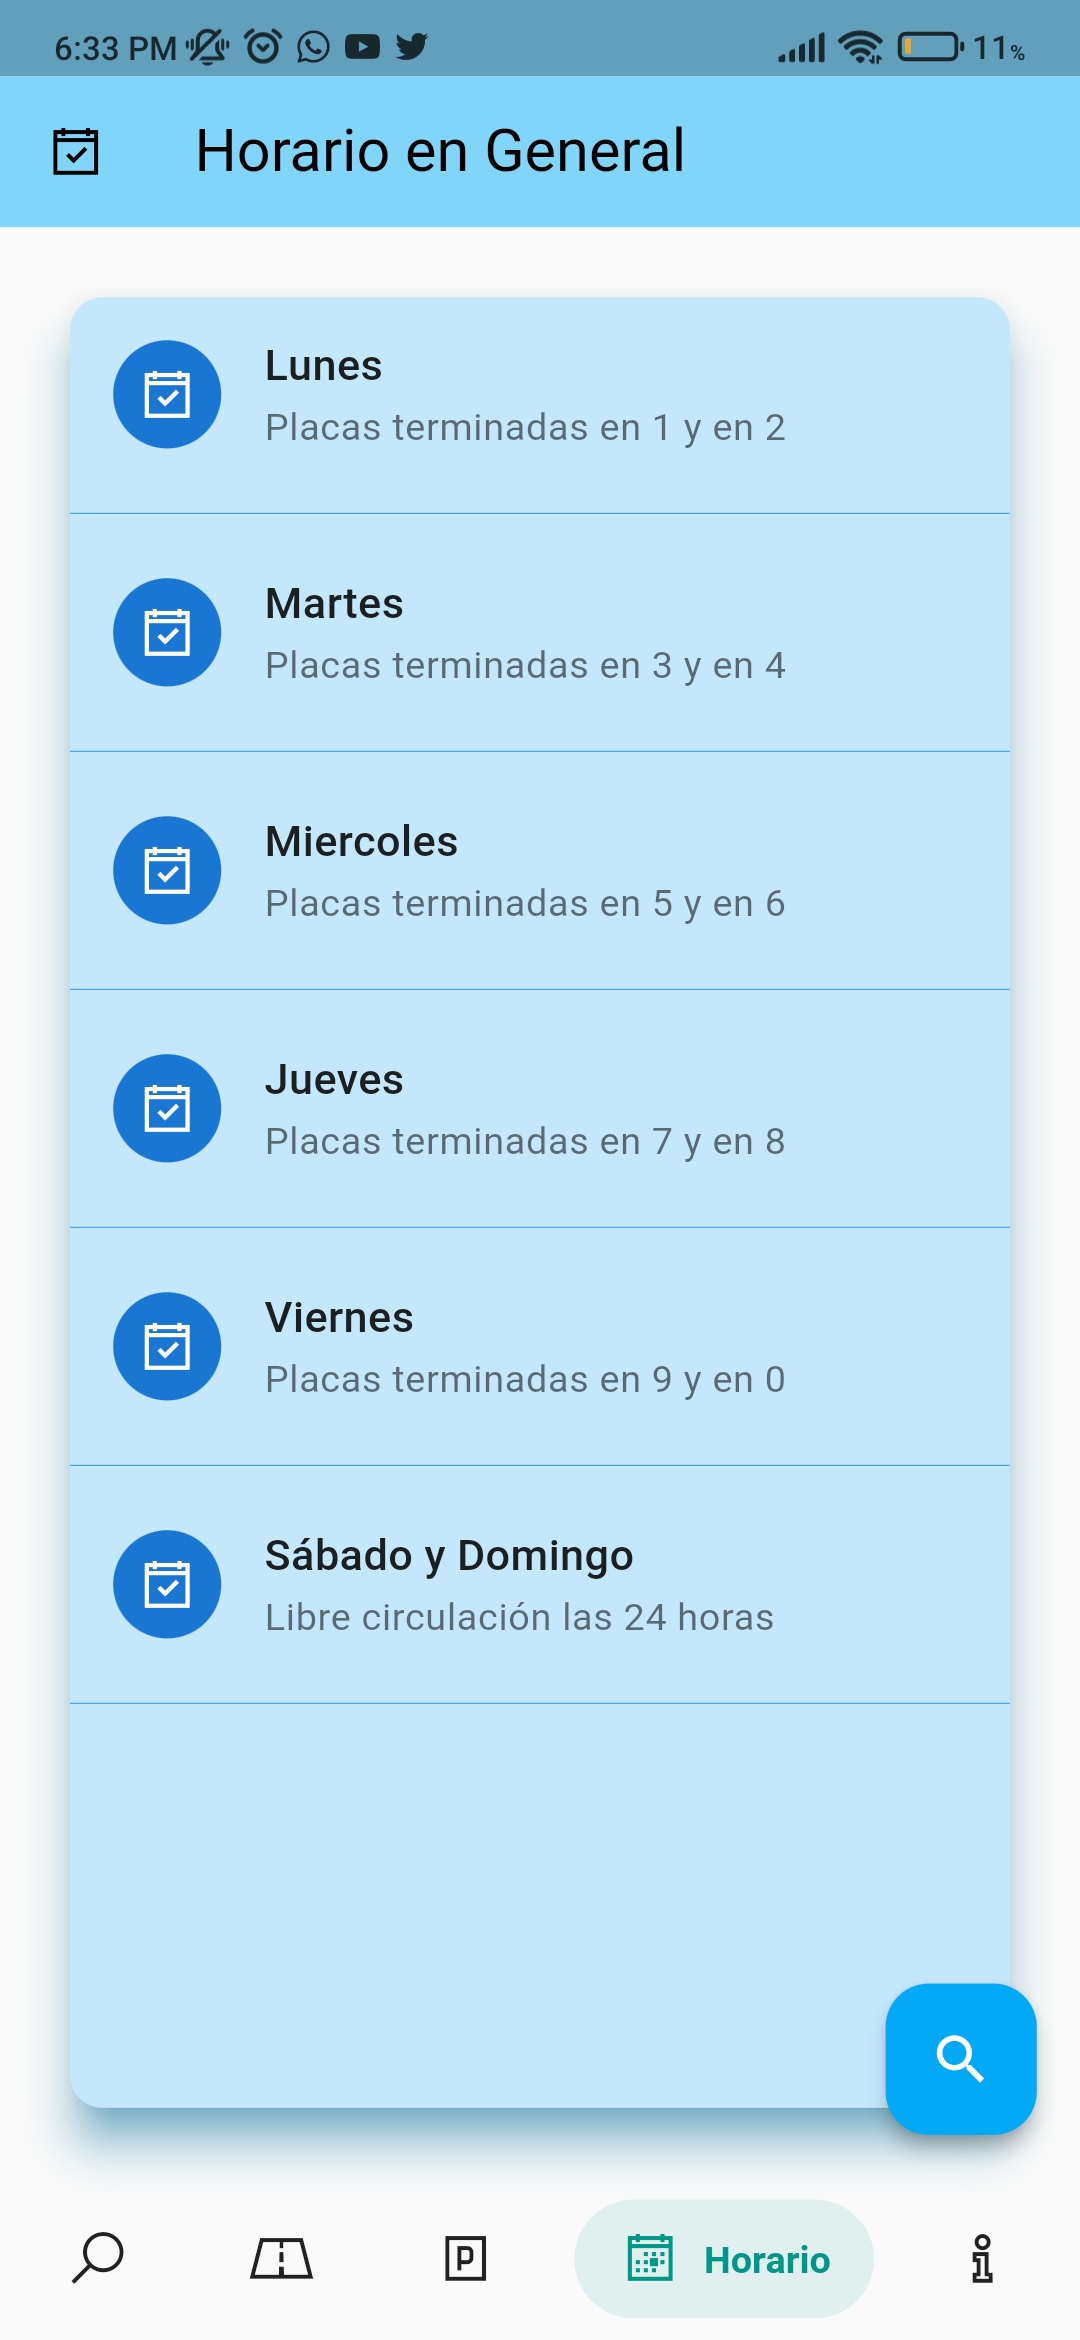 6:33 PM
11%
Horario en General
Lunes
Placas terminadas en 1 y en 2
Martes
Placas terminadas en 3 y en 4
Miercoles
Placas terminadas en 5 y en 6
Jueves
Placas terminadas en 7 y en 8
Viernes
Placas terminadas en 9 y en 0
Sábado y Domingo
Libre circulación las 24 horas
P
Horario